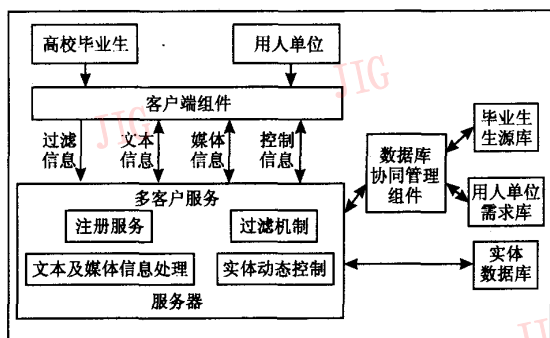 高校毕业生
用人单位
JIG
客户端组件
JIG
过滤
信息
文本
信息
媒体
信息
控制
信息
数据库
协同管理
组件
毕业生
生源库
用人单位
需求库
实体
数据库
多客户服务
注册服务
过滤机制
文本及媒体信息处理
实体动态控制
服务器